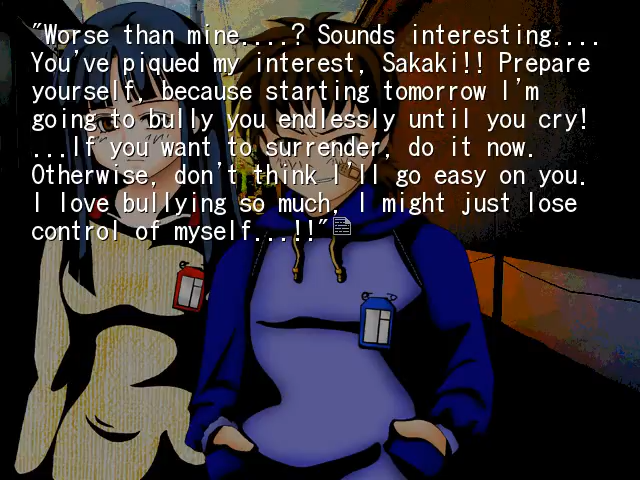 "Worse than mine....? Sounds interesting....
You've piqued my interest, Sakaki!! Prepare
yourself, because starting tomorrow I'm
going to bully you endlessly until you cry!
...If you want to surrender, do it now.
Otherwise, don't think I'll go easy on you.
I love bullying so much, I might just lose
control of myself...!!"